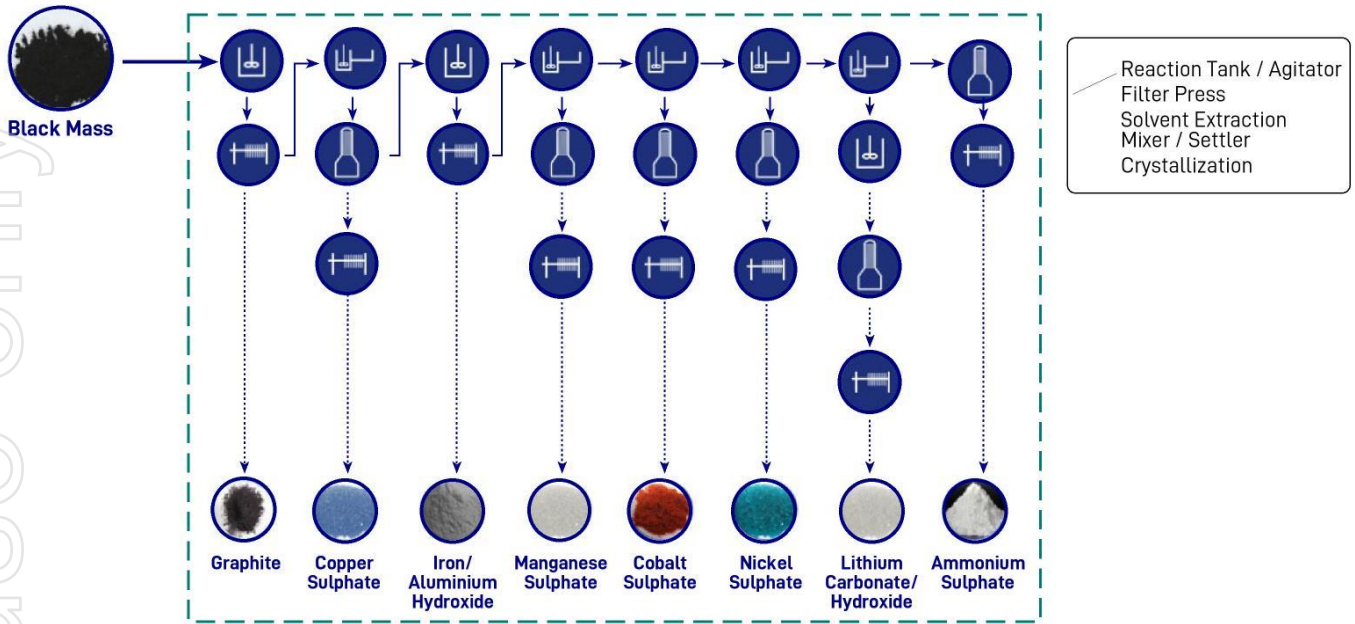 Black Mass
Reaction Tank / Agitator
Filter Press
Solvent Extraction
Mixer / Settler
Crystallization
Graphite
Copper
Sulphate
Iron/
Aluminium
Hydroxide
Manganese
Sulphate
Cobalt
Sulphate
Nickel
Sulphate
Lithium
Carbonate/
Hydroxide
Ammonium
Sulphate